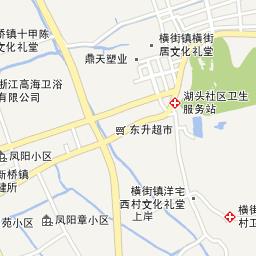 桥镇十甲陈
文化礼堂
横街镇横街
居文化礼堂
鼎天塑业
浙江高海卫浴
有限公司
湖头社区卫生
服务站
东升超市
凤阳小区
新桥镇
建所
横街镇洋宅
西村文化礼堂
上岸
横街
村工
苑小区
凤阳章小区